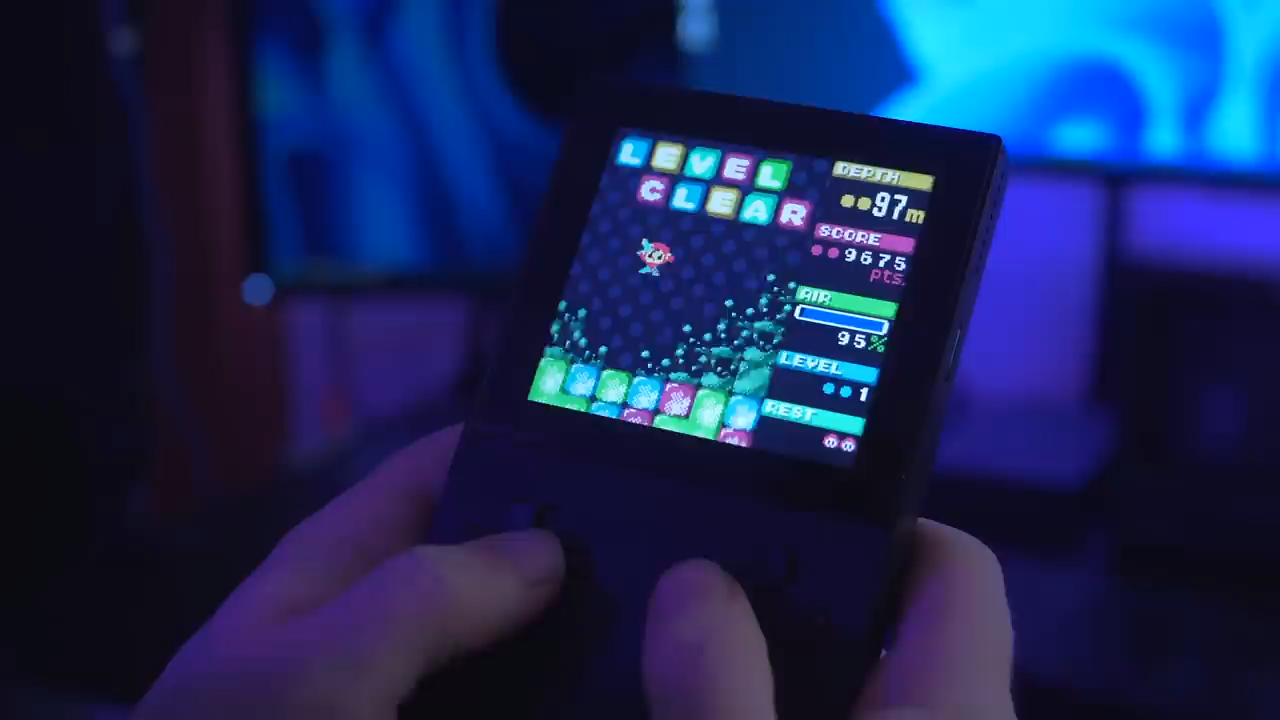 LEVEL
CLEAR
DEPTH
97m
SCORE
9675
pts.
AIR
95%
LEVEL
1
REST